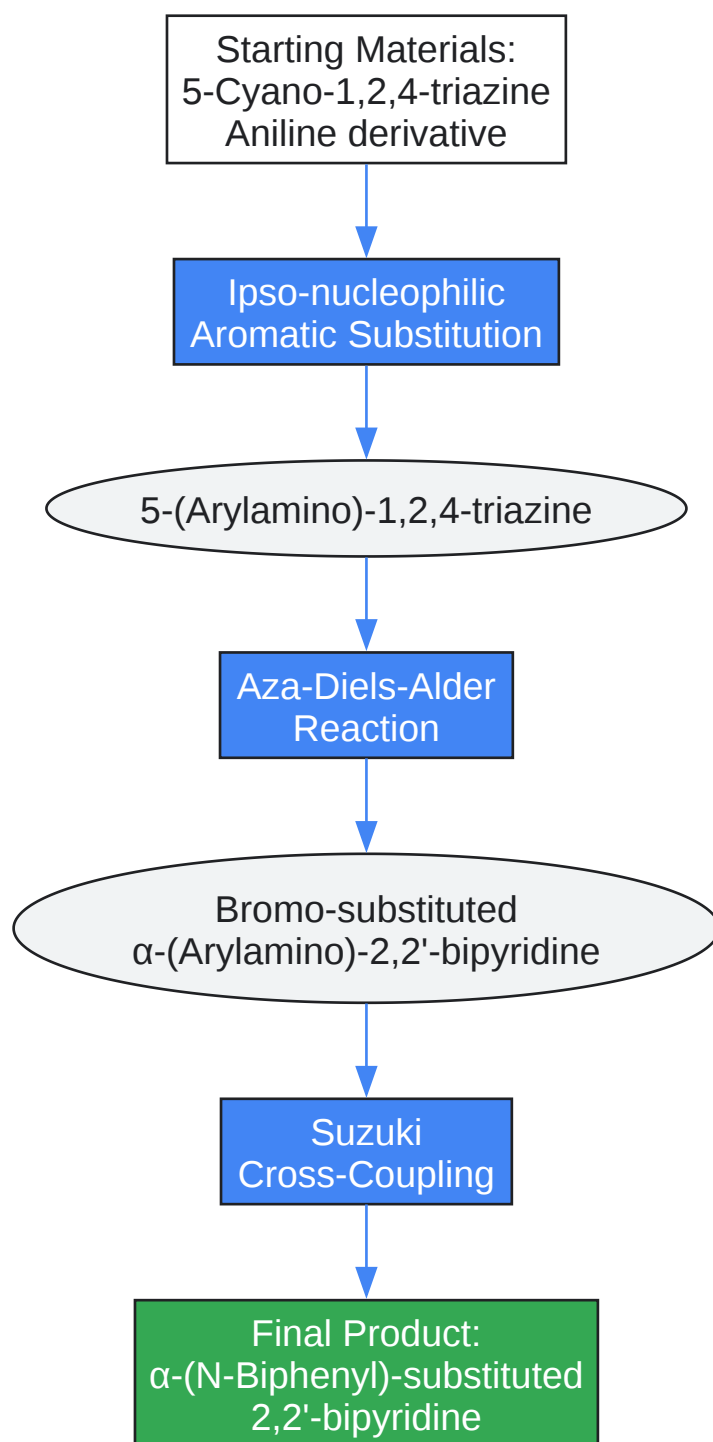 Starting Materials:
5-Cyano-1,2,4-triazine
Aniline derivative
Ipso-nucleophilic
Aromatic Substitution
5-(Arylamino)-1,2,4-triazine
Aza-Diels-Alder
Reaction
Bromo-substituted
α-(Arylamino)-2,2'-bipyridine
Suzuki
Cross-Coupling
Final Product:
α-(N-Biphenyl)-substituted
2,2'-bipyridine